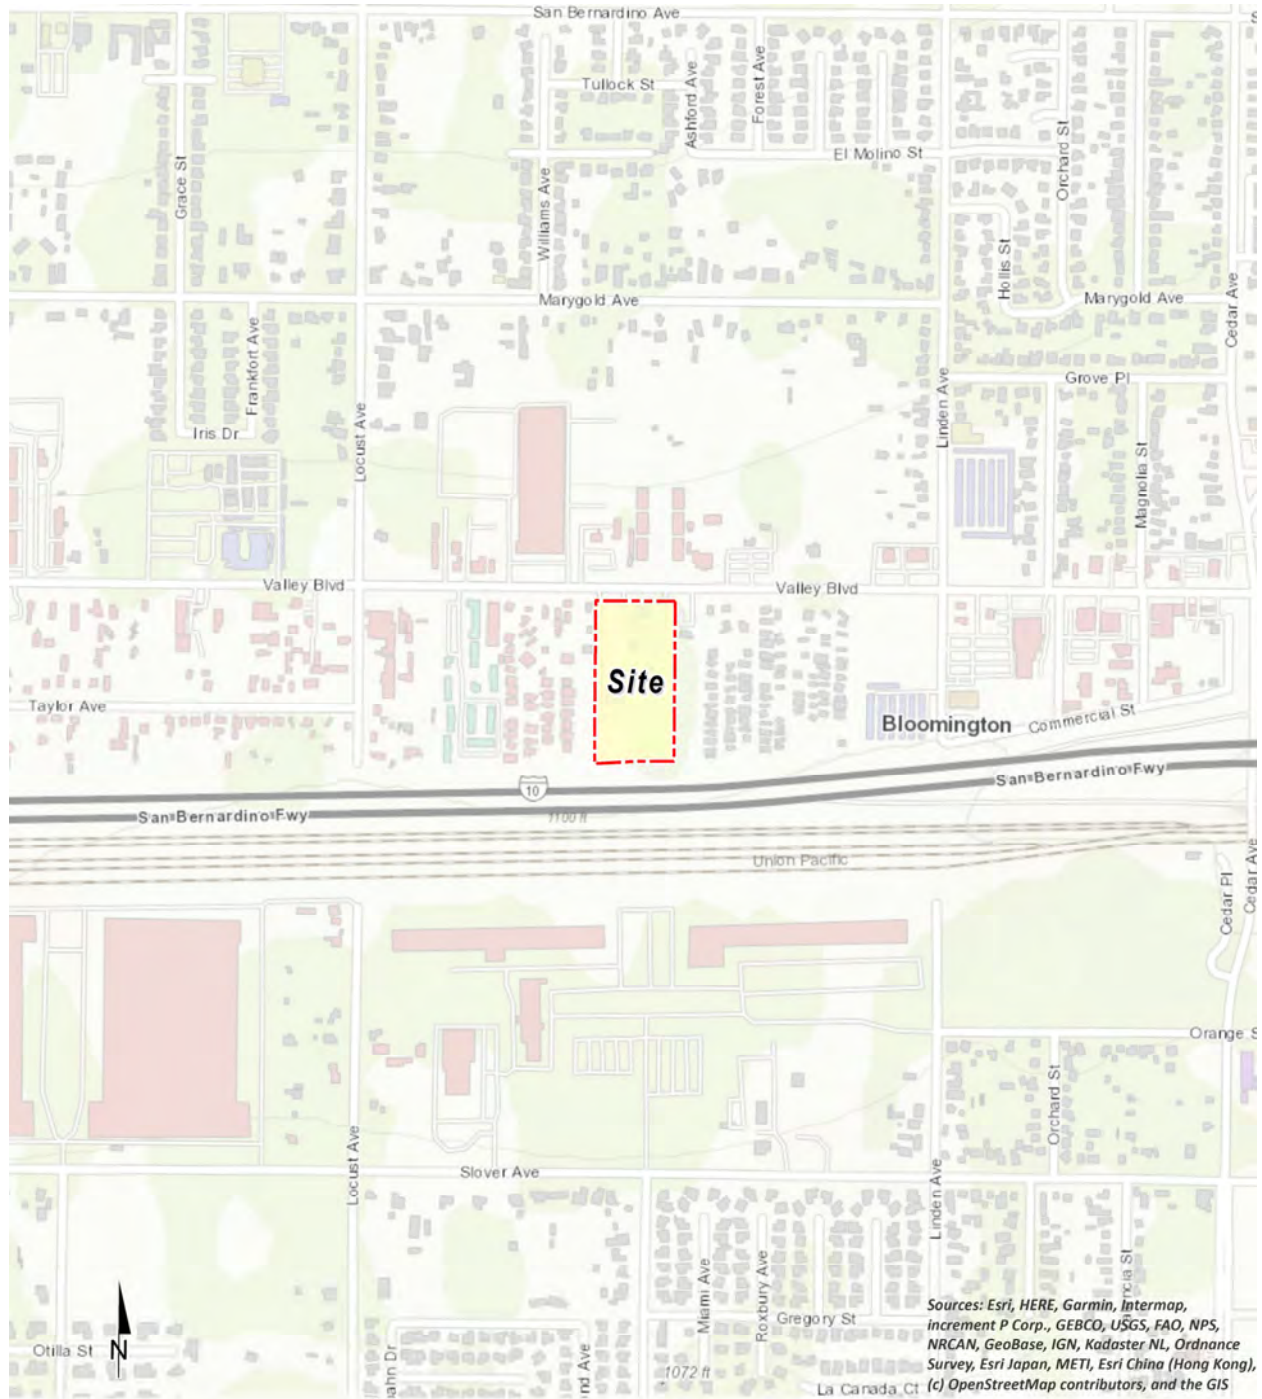 San Bernardino Ave
S
Tullock St
Ashford Ave
Forest Ave
El Molino St
Orchard St
Grace St
Williams Ave
Hollis St
Marygold Ave
Marygold Ave
Cedar Ave
Frankfort Ave
Grove Pl
Iris Dr
Locust Ave
Linden Ave
Magnolia St
Valley Blvd
Valley Blvd
Site
Taylor Ave
Bloomington
Commercial St
San Bernardino Fwy
10
San Bernardino Fwy
1100 ft
Union Pacific
Cedar Pl
Cedar Ave
Orange S
Orchard St
Locust Ave
Slover Ave
Linden Ave
Miami Ave
Roxbury Ave
ncia St
Gregory St
Otilla St
N
ahn Dr
nd Ave
1072 ft
La Canada Ct
Sources: Esri, HERE, Garmin, Intermap,
increment P Corp., GEBCO, USGS, FAO, NPS,
NRCAN, GeoBase, IGN, Kadaster NL, Ordnance
Survey, Esri Japan, METI, Esri China (Hong Kong),
(c) OpenStreetMap contributors, and the GIS